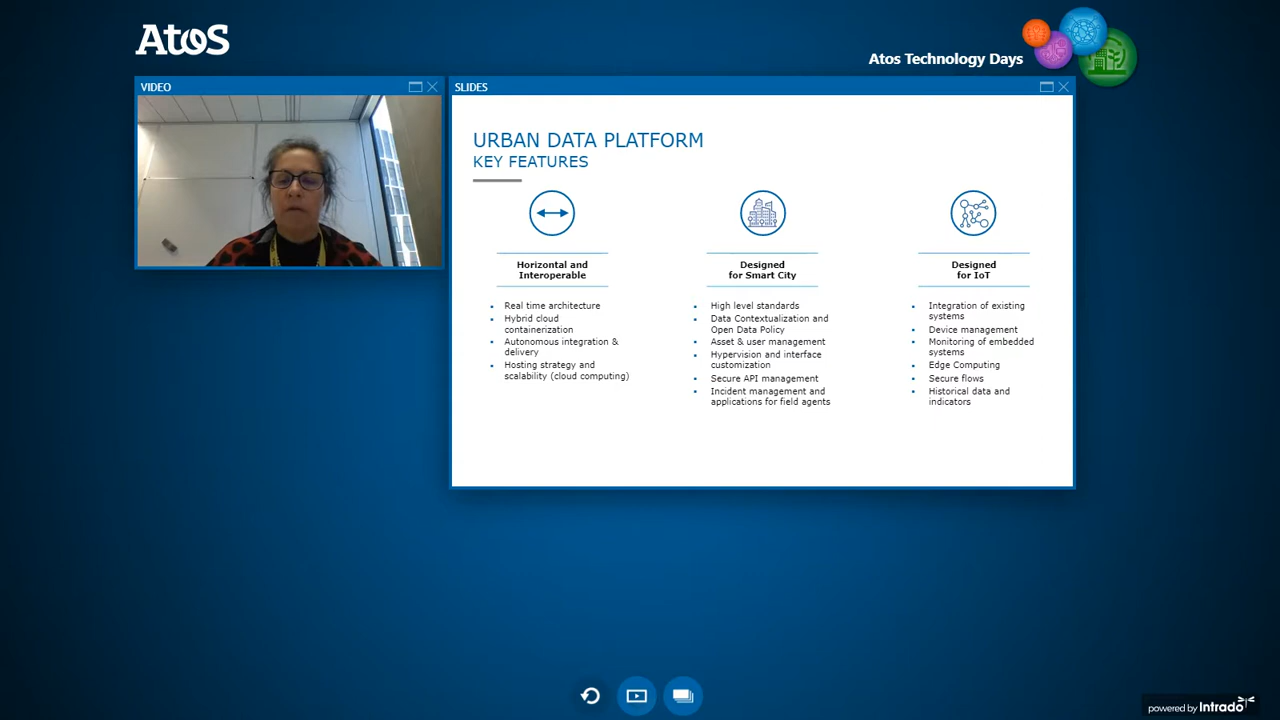 Atos
Atos Technology Days
VIDEO
SLIDES
URBAN DATA PLATFORM
KEY FEATURES
Horizontal and
Interoperable
Real time architecture
Hybrid cloud
containerization
Autonomous integration &
delivery
Hosting strategy and
scalability (cloud computing)
Designed
for Smart City
High level standards
Data Contextualization and
Open Data Policy
Asset & user management
Hypervision and interface
customization
Secure API management
Incident management and
applications for field agents
Designed
for IoT
Integration of existing
systems
Device management
Monitoring of embedded
systems
Edge Computing
Secure flows
Historical data and
indicators
powered by Intrado